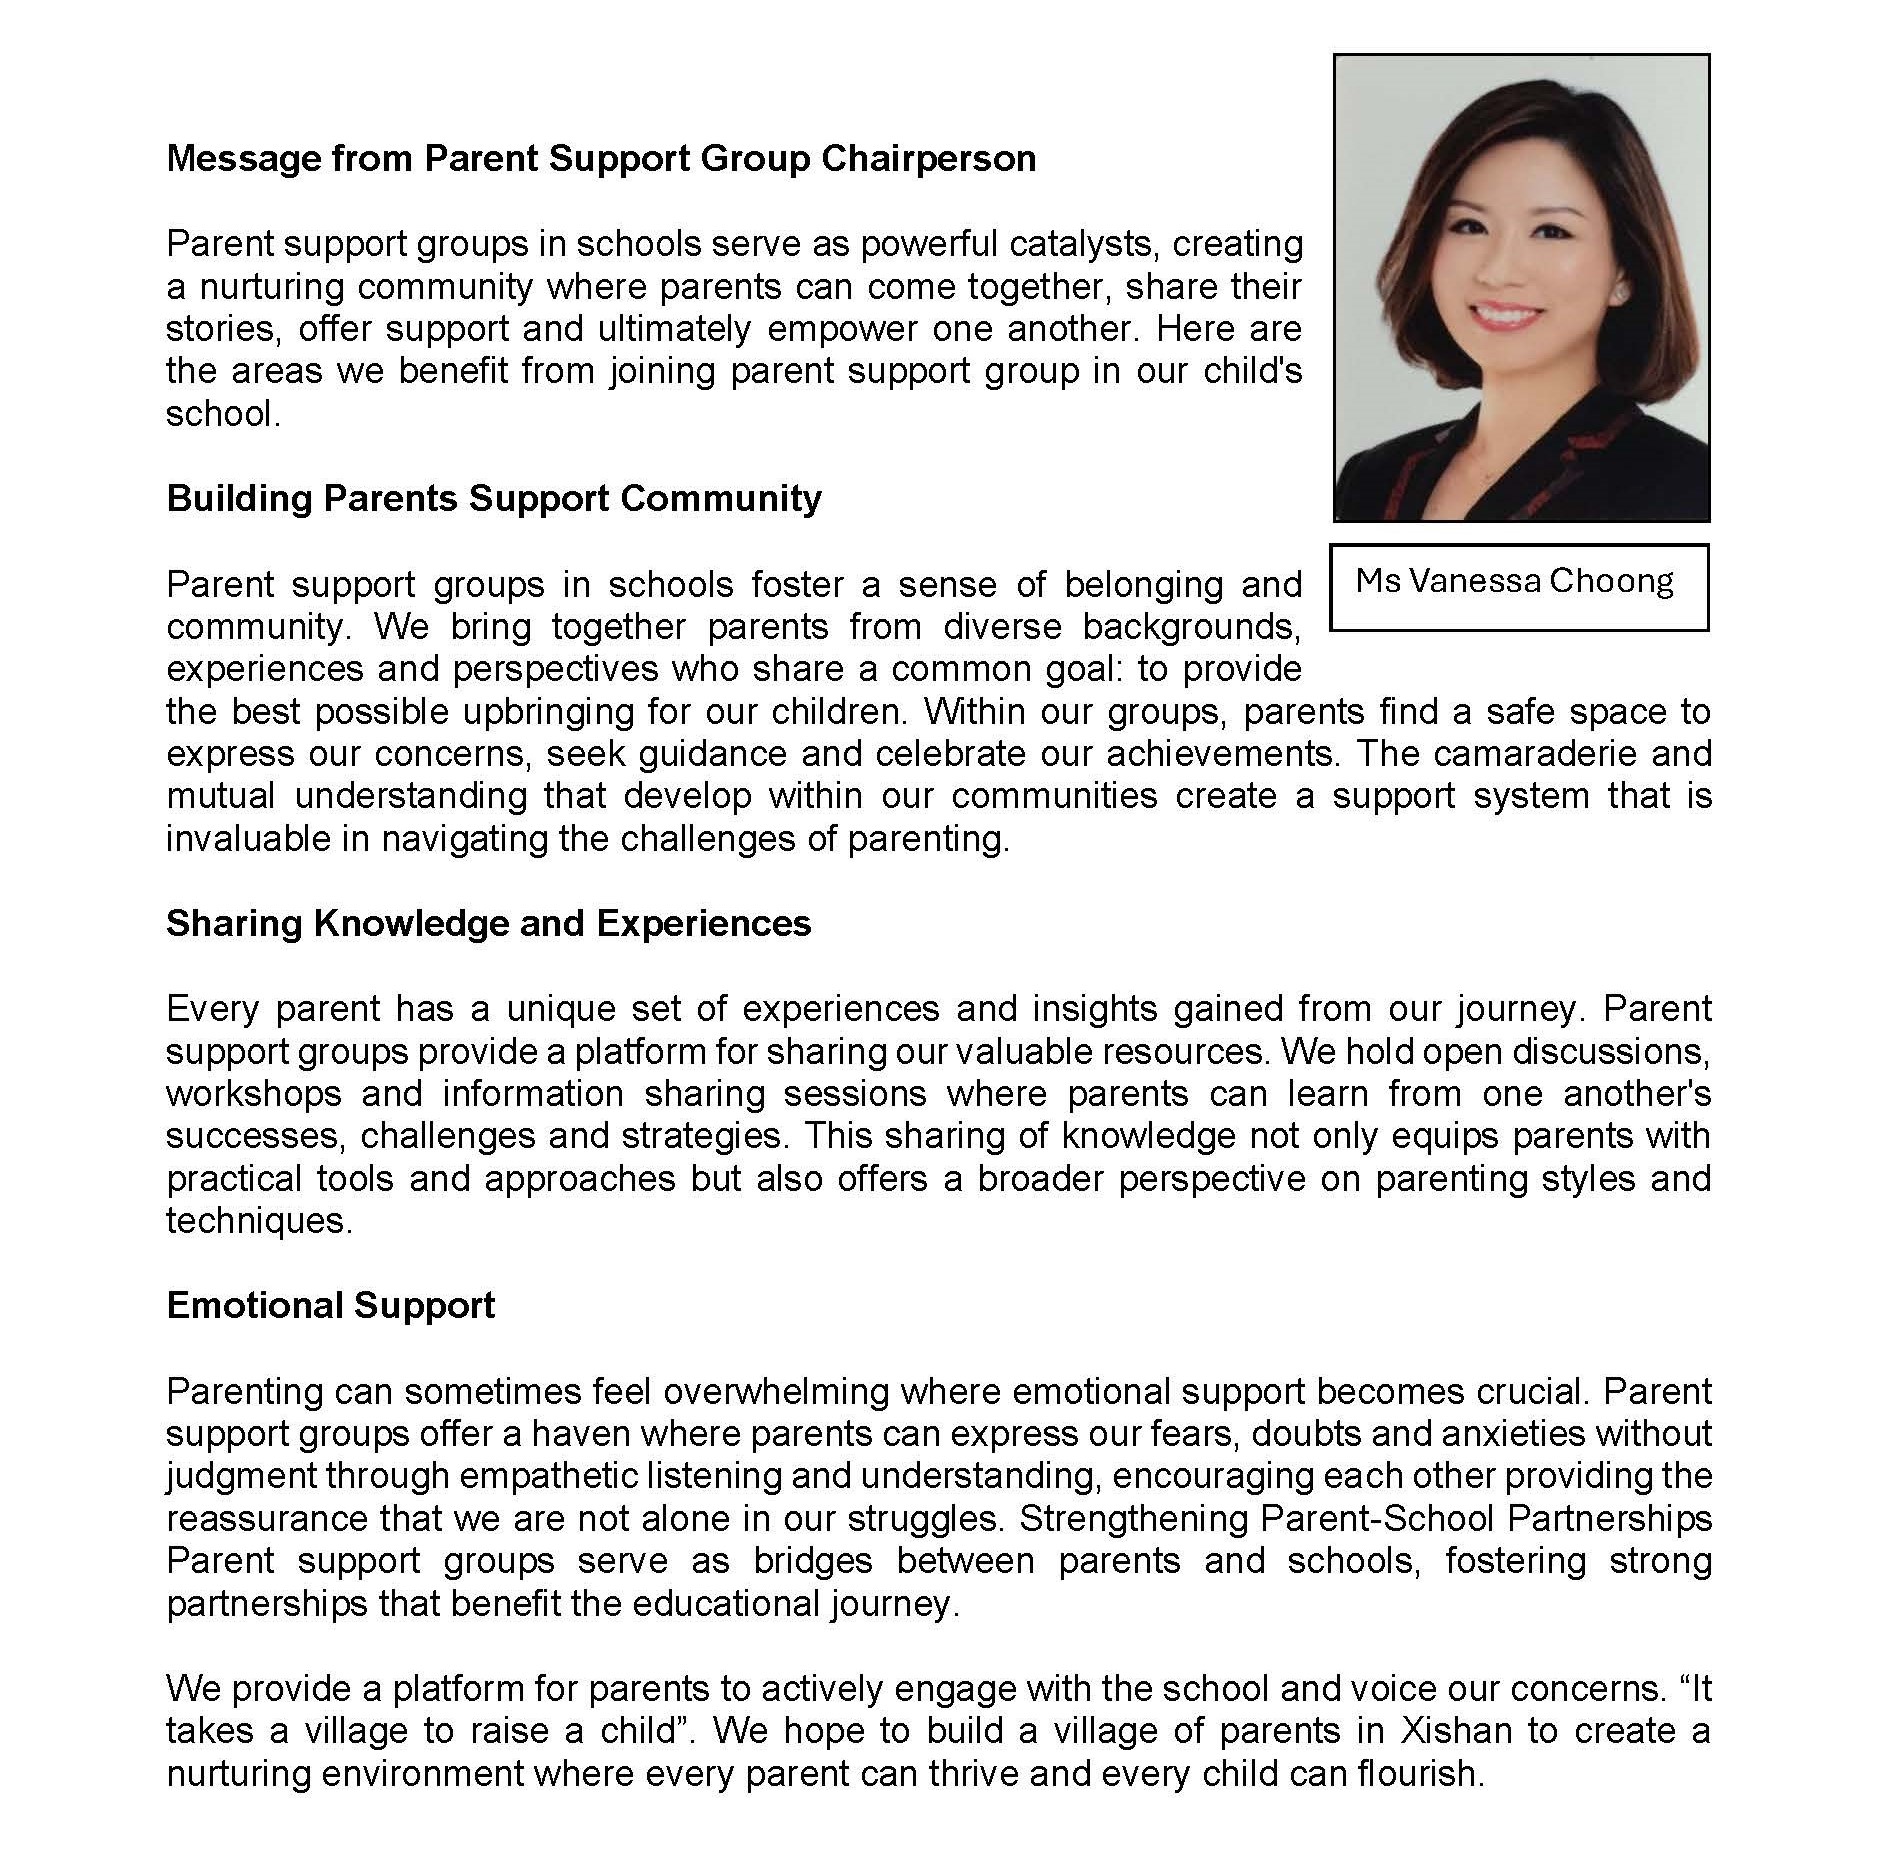 Message from Parent Support Group Chairperson
Parent support groups in schools serve as powerful catalysts, creating
a nurturing community where parents can come together, share their
stories, offer support and ultimately empower one another. Here are
the areas we benefit from joining parent support group in our child's
school.
Building Parents Support Community
Ms Vanessa Choong
Parent support groups in schools foster a sense of belonging and
community. We bring together parents from diverse backgrounds,
experiences and perspectives who share a common goal: to provide
the best possible upbringing for our children. Within our groups, parents find a safe space to
express our concerns, seek guidance and celebrate our achievements. The camaraderie and
mutual understanding that develop within our communities create a support system that is
invaluable in navigating the challenges of parenting.
Sharing Knowledge and Experiences
Every parent has a unique set of experiences and insights gained from our journey. Parent
support groups provide a platform for sharing our valuable resources. We hold open discussions,
workshops and information sharing sessions where parents can learn from one another's
successes, challenges and strategies. This sharing of knowledge not only equips parents with
practical tools and approaches but also offers a broader perspective on parenting styles and
techniques.
Emotional Support
Parenting can sometimes feel overwhelming where emotional support becomes crucial. Parent
support groups offer a haven where parents can express our fears, doubts and anxieties without
judgment through empathetic listening and understanding, encouraging each other providing the
reassurance that we are not alone in our struggles. Strengthening Parent-School Partnerships
Parent support groups serve as bridges between parents and schools, fostering strong
partnerships that benefit the educational journey.
We provide a platform for parents to actively engage with the school and voice our concerns. “It
takes a village to raise a child”. We hope to build a village of parents in Xishan to create a
nurturing environment where every parent can thrive and every child can flourish.